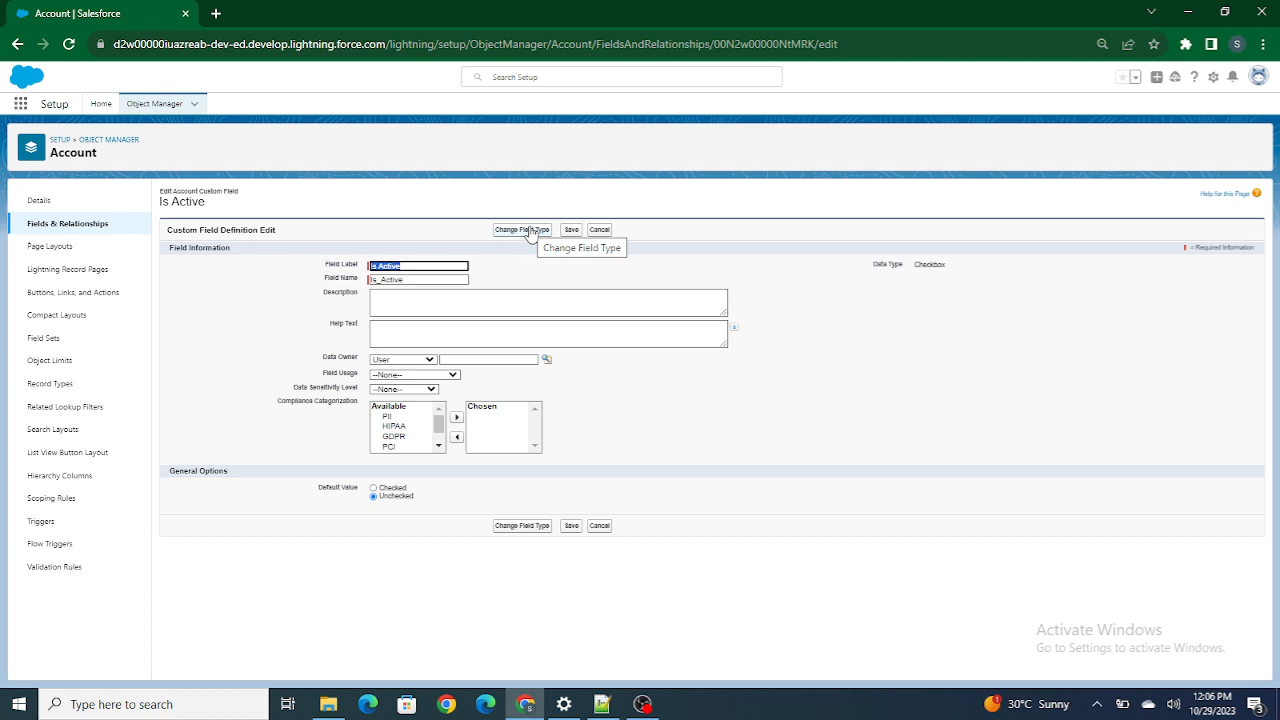 Account | Salesforce
d2w00000iuazreab-dev-ed.develop.lightning.force.com/lightning/setup/ObjectManager/Account/FieldsAndRelationships/00N2w00000NtMRK/edit
S
Search Setup
Setup
Home
Object Manager
SETUP > OBJECT MANAGER
Account
Details
Fields & Relationships
Page Layouts
Lightning Record Pages
Buttons, Links, and Actions
Compact Layouts
Field Sets
Object Limits
Record Types
Related Lookup Filters
Search Layouts
List View Button Layout
Hierarchy Columns
Scoping Rules
Triggers
Flow Triggers
Validation Rules
Edit Account Custom Field
Is Active
Help for this Page
Custom Field Definition Edit
Change Field Type
Save
Cancel
Change Field Type
Field Information
= Required Information
Field Label
Is Active
Data Type
Checkbox
Field Name
Is_Active
Description
Help Text
Data Owner
User
Field Usage
--None--
Data Sensitivity Level
--None--
Compliance Categorization
Available
PII
HIPAA
GDPR
PCI
Chosen
General Options
Default Value
Checked
Unchecked
Change Field Type
Save
Cancel
Activate Windows
Go to Settings to activate Windows.
Type here to search
30°C Sunny
12:06 PM
10/29/2023
3